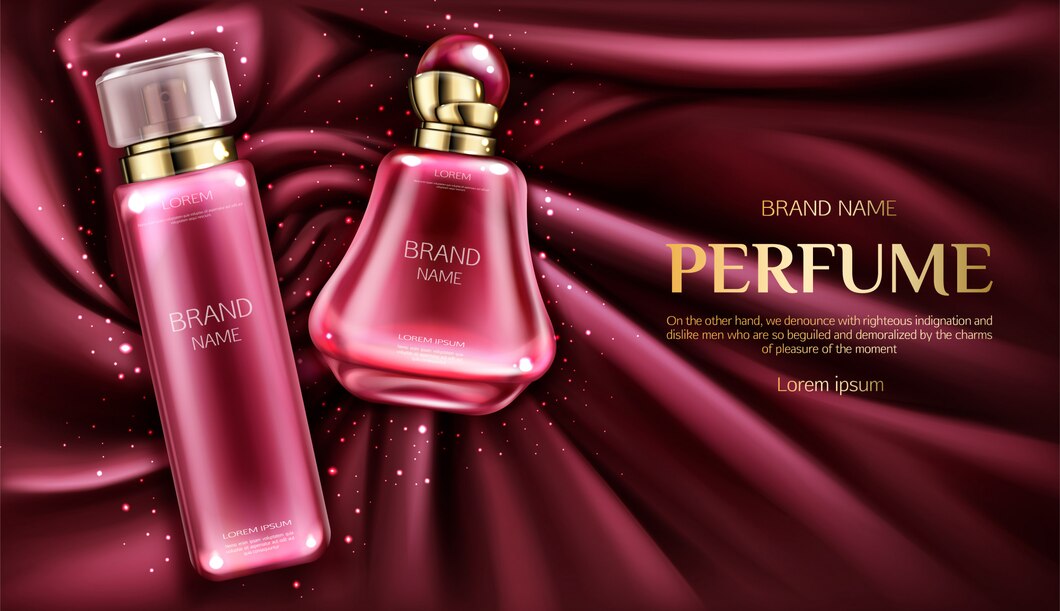 LOREM
BRAND
NAME
LOREM IPSUM
LOREM
BRAND
NAME
LOREM IPSUM
BRAND NAME
PERFUME
On the other hand, we denounce with righteous indignation and
dislike men who are so beguiled and demoralized by the charms
of pleasure of the moment
Lorem ipsum